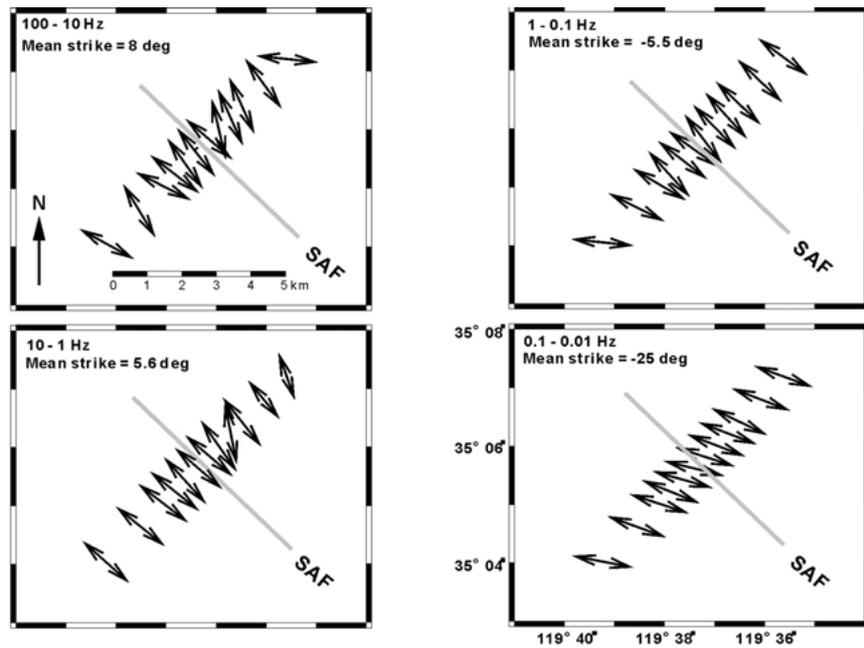 100 - 10 Hz
Mean strike = 8 deg
N
SAF
0 1 2 3 4 5 km
1 - 0.1 Hz
Mean strike = -5.5 deg
SAF
10 - 1 Hz
Mean strike = 5.6 deg
SAF
0.1 - 0.01 Hz
Mean strike = -25 deg
SAF
35° 08'
35° 06'
35° 04'
119° 40' 119° 38' 119° 36'